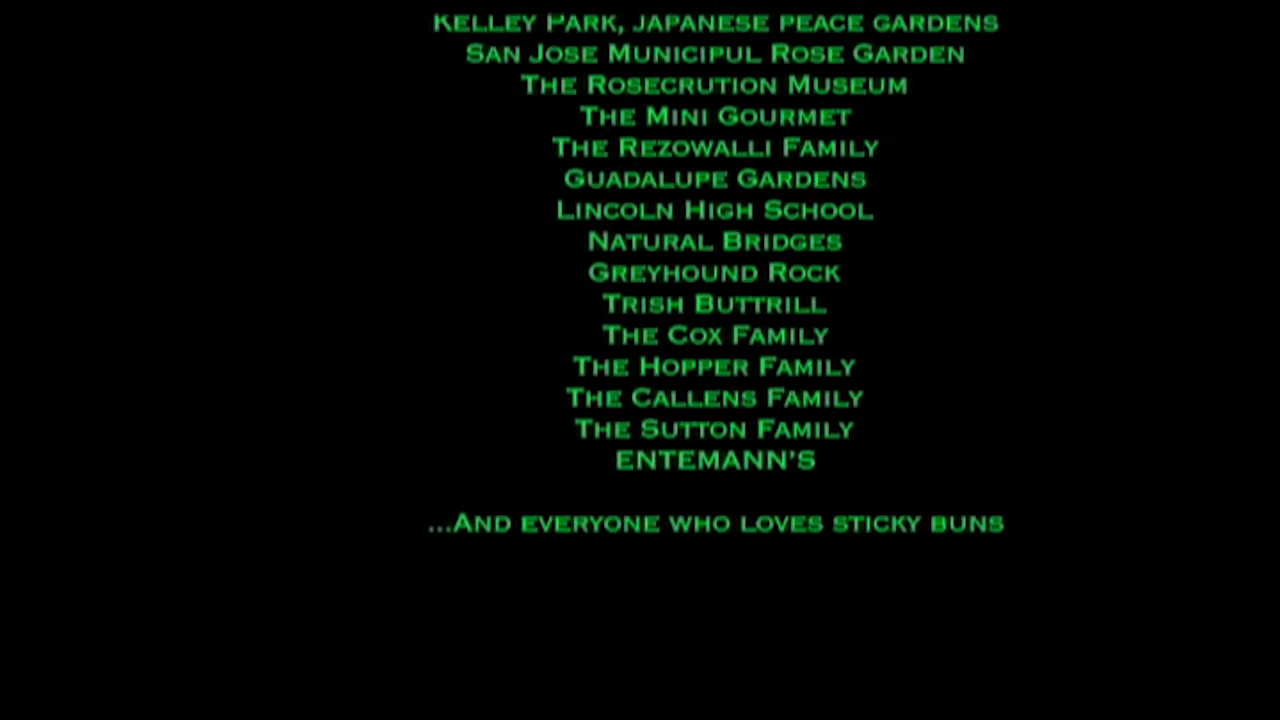 Kelley Park, japanese peace gardens
San Jose Municipul Rose Garden
The Rosecrution Museum
The Mini Gourmet
The Rezowalli Family
Guadalupe Gardens
Lincoln High School
Natural Bridges
Greyhound Rock
Trish Buttrill
The Cox Family
The Hopper Family
The Callens Family
The Sutton Family
ENTEMANN'S
...And everyone who loves sticky buns